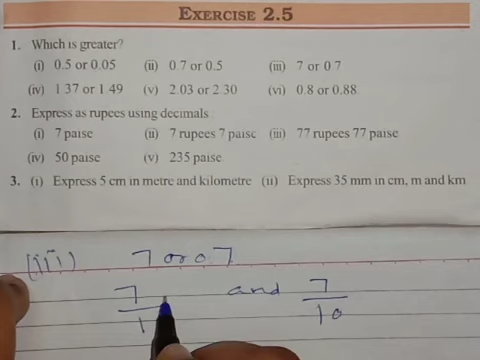 EXERCISE 2.5
1. Which is greater?
(i) 0.5 or 0.05 (ii) 0.7 or 0.5 (iii) 7 or 0.7
(iv) 1 37 or 1 49 (v) 2.03 or 2 30 (vi) 0.8 or 0.88
2. Express as rupees using decimals
(i) 7 paise (ii) 7 rupees 7 paise (iii) 77 rupees 77 paise
(iv) 50 paise (v) 235 paise
3. (i) Express 5 cm in metre and kilometre (ii) Express 35 mm in cm, m and km
(iii) 7 or 0 7
7 and 7
1 10